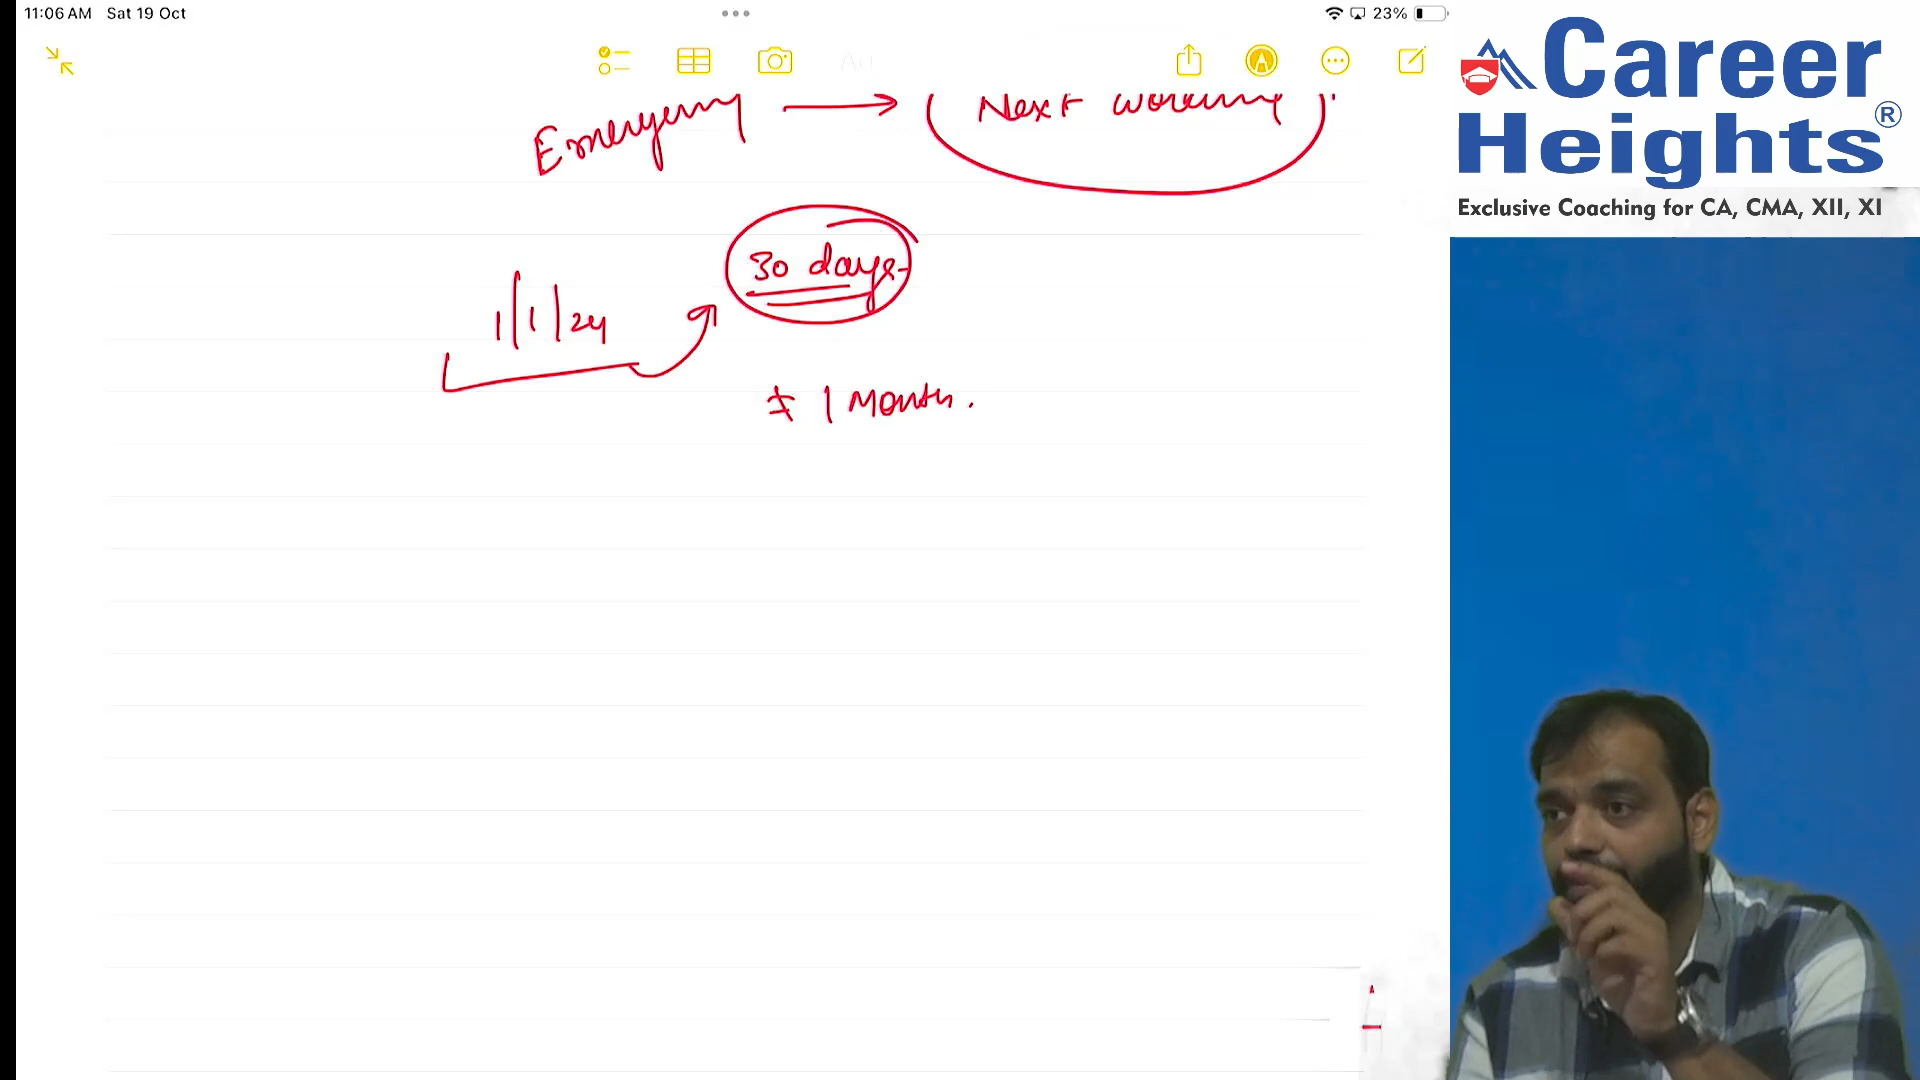 11:06 AM Sat 19 Oct
23%
Career
Heights®
Exclusive Coaching for CA, CMA, XII, XI
Emergency → Next working
30 days
1/1/24
≠ 1 Month.